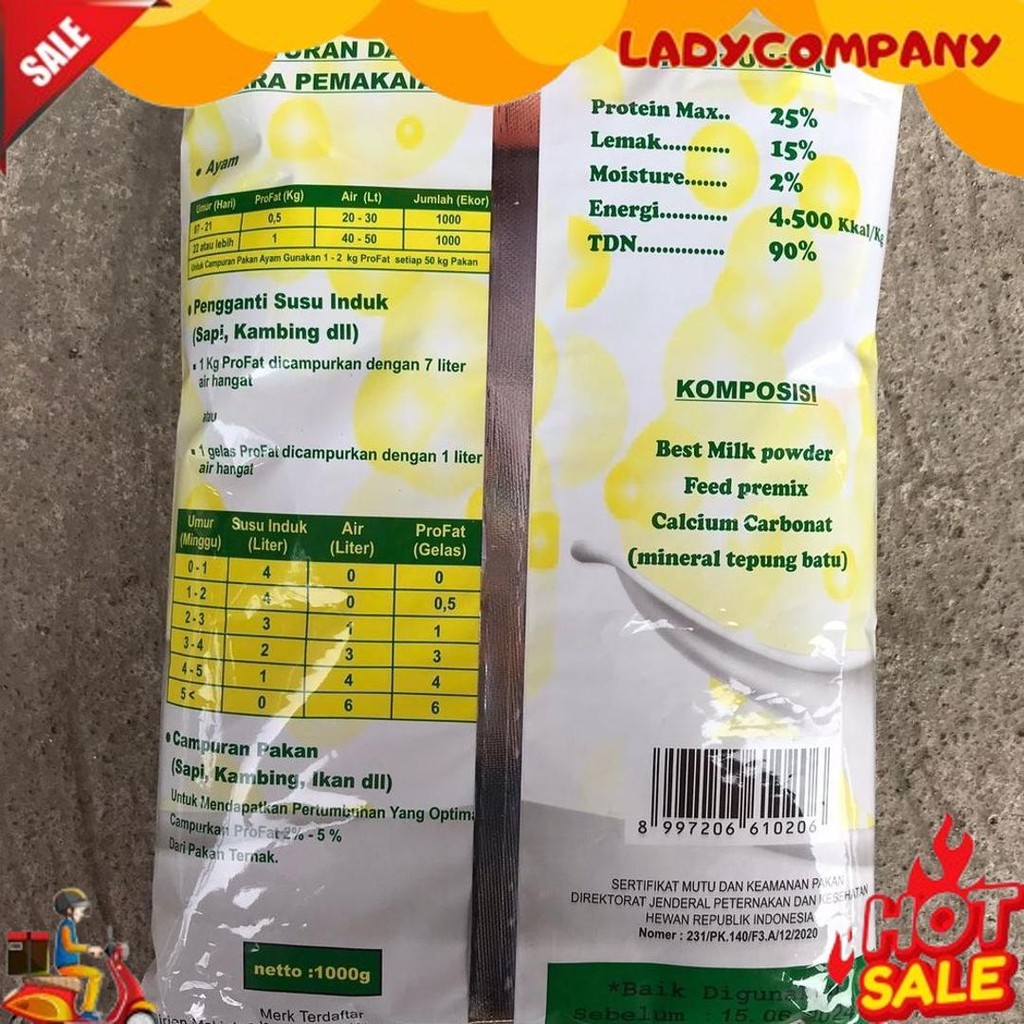 SALE
LADYCOMPANY
PEMAKAIA
• Ayam
Umur (Hari) ProFat (Kg) Air (Lt) Jumlah (Ekor)
07 - 21 0,5 20 - 30 1000
22 atau lebih 1 40 - 50 1000
Untuk Campuran Pakan Ayam Gunakan 1 - 2 kg ProFat setiap 50 kg Pakan
• Pengganti Susu Induk
(Sapi, Kambing dll)
▪ 1 Kg ProFat dicampurkan dengan 7 liter
air hangat
atau
▪ 1 gelas ProFat dicampurkan dengan 1 liter
air hangat
Umur (Minggu) Susu Induk (Liter) Air (Liter) ProFat (Gelas)
0 - 1 4 0 0
1 - 2 4 0 0,5
2 - 3 3 1 1
3 - 4 2 3 3
4 - 5 1 4 4
5 < 0 6 6
• Campuran Pakan
(Sapi, Kambing, Ikan dll)
Untuk Mendapatkan Pertumbuhan Yang Optima
Campurkan ProFat 2% - 5 %
Dari Pakan Ternak.
netto :1000g
Merk Terdaftar
Protein Max.. 25%
Lemak........... 15%
Moisture....... 2%
Energi............ 4.500 Kkal/Kg
TDN.............. 90%
KOMPOSISI
Best Milk powder
Feed premix
Calcium Carbonat
(mineral tepung batu)
8 997206 610206
SERTIFIKAT MUTU DAN KEAMANAN PAKAN
DIREKTORAT JENDERAL PETERNAKAN DAN KESEHATAN
HEWAN REPUBLIK INDONESIA
Nomor : 231/PK.140/F3.A/12/2020
*Baik Digunakan
Sebelum : 15.06
HOT
SALE